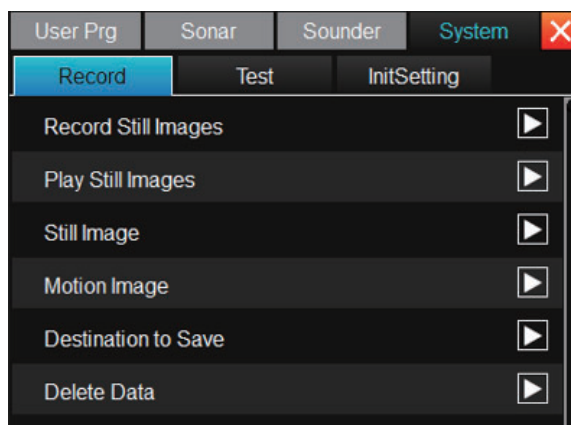 User Prg Sonar Sounder System
Record Test InitSetting
Record Still Images
Play Still Images
Still Image
Motion Image
Destination to Save
Delete Data